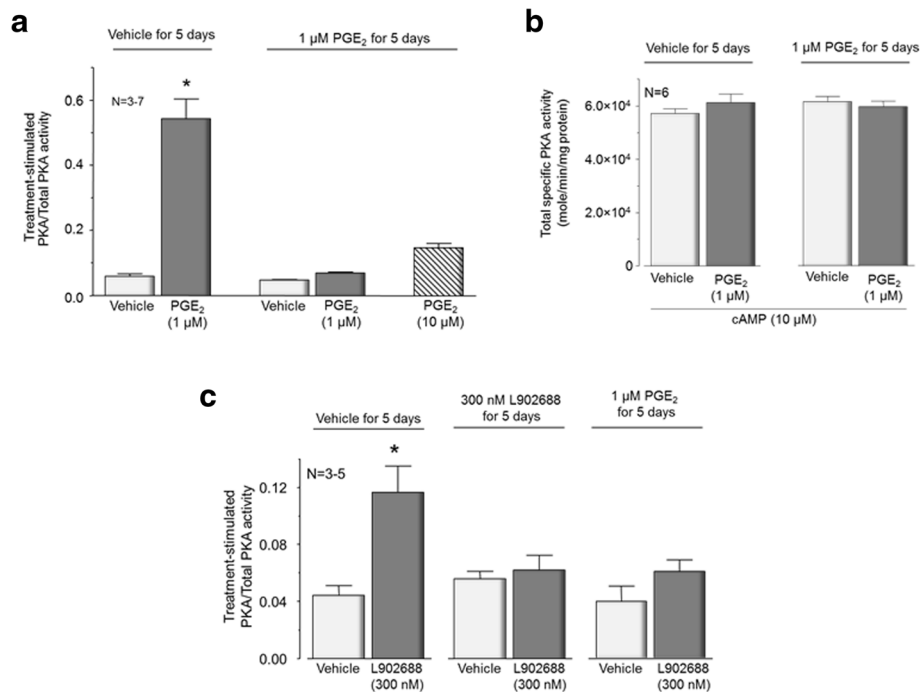 a
Vehicle for 5 days
1 µM PGE₂ for 5 days
Treatment-stimulated
PKA/Total PKA activity
0.6
0.4
0.2
0.0
N=3-7
*
Vehicle
PGE₂
(1 µM)
Vehicle
PGE₂
(1 µM)
PGE₂
(10 µM)
b
Vehicle for 5 days
1 µM PGE₂ for 5 days
Total specific PKA activity
(mole/min/mg protein)
6.0×10⁴
4.0×10⁴
2.0×10⁴
0
N=6
Vehicle
PGE₂
(1 µM)
Vehicle
PGE₂
(1 µM)
cAMP (10 µM)
c
Vehicle for 5 days
300 nM L902688
for 5 days
1 µM PGE₂
for 5 days
Treatment-stimulated
PKA/Total PKA activity
0.12
0.08
0.04
0.00
N=3-5
*
Vehicle
L902688
(300 nM)
Vehicle
L902688
(300 nM)
Vehicle
L902688
(300 nM)